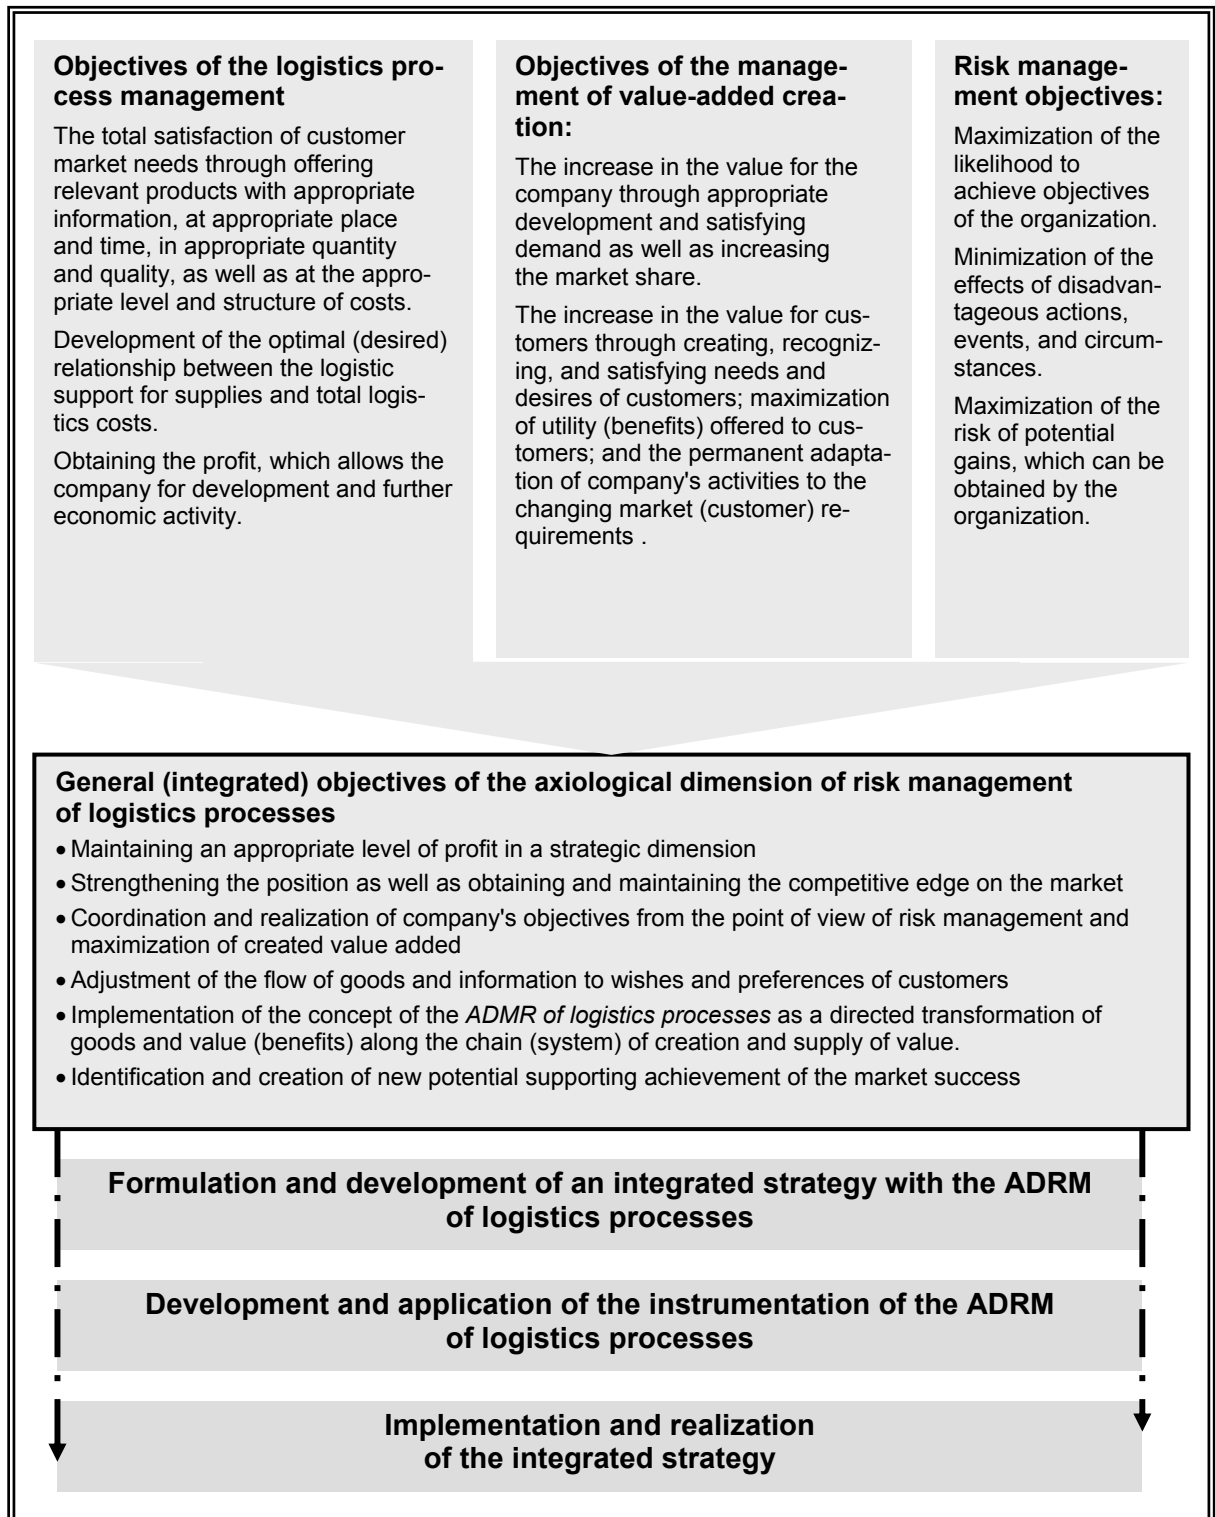 Objectives of the logistics pro-
cess management
The total satisfaction of customer
market needs through offering
relevant products with appropriate
information, at appropriate place
and time, in appropriate quantity
and quality, as well as at the appro-
priate level and structure of costs.
Development of the optimal (desired)
relationship between the logistic
support for supplies and total logis-
tics costs.
Obtaining the profit, which allows the
company for development and further
economic activity.
Objectives of the manage-
ment of value-added crea-
tion:
The increase in the value for the
company through appropriate
development and satisfying
demand as well as increasing
the market share.
The increase in the value for cus-
tomers through creating, recogniz-
ing, and satisfying needs and
desires of customers; maximization
of utility (benefits) offered to cus-
tomers; and the permanent adapta-
tion of company's activities to the
changing market (customer) re-
quirements .
Risk manage-
ment objectives:
Maximization of the
likelihood to
achieve objectives
of the organization.
Minimization of the
effects of disadvan-
tageous actions,
events, and circum-
stances.
Maximization of the
risk of potential
gains, which can be
obtained by the
organization.
General (integrated) objectives of the axiological dimension of risk management
of logistics processes
• Maintaining an appropriate level of profit in a strategic dimension
• Strengthening the position as well as obtaining and maintaining the competitive edge on the market
• Coordination and realization of company's objectives from the point of view of risk management and
maximization of created value added
• Adjustment of the flow of goods and information to wishes and preferences of customers
• Implementation of the concept of the ADMR of logistics processes as a directed transformation of
goods and value (benefits) along the chain (system) of creation and supply of value.
• Identification and creation of new potential supporting achievement of the market success
Formulation and development of an integrated strategy with the ADRM
of logistics processes
Development and application of the instrumentation of the ADRM
of logistics processes
Implementation and realization
of the integrated strategy